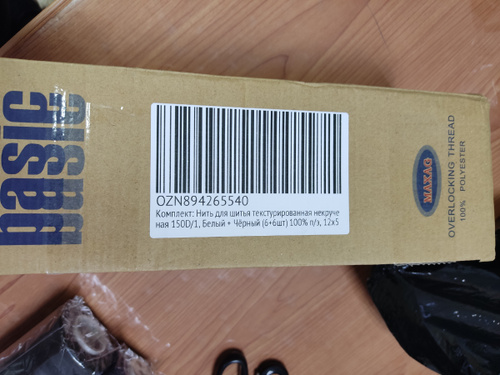 basic
OZN894265540
Комплект: Нить для шитья текстурированная некруче
ная 150D/1, Белый + Чёрный (6+6шт) 100% п/э, 12x5
MAXAG
OVERLOCKING THREAD
100% POLYESTER